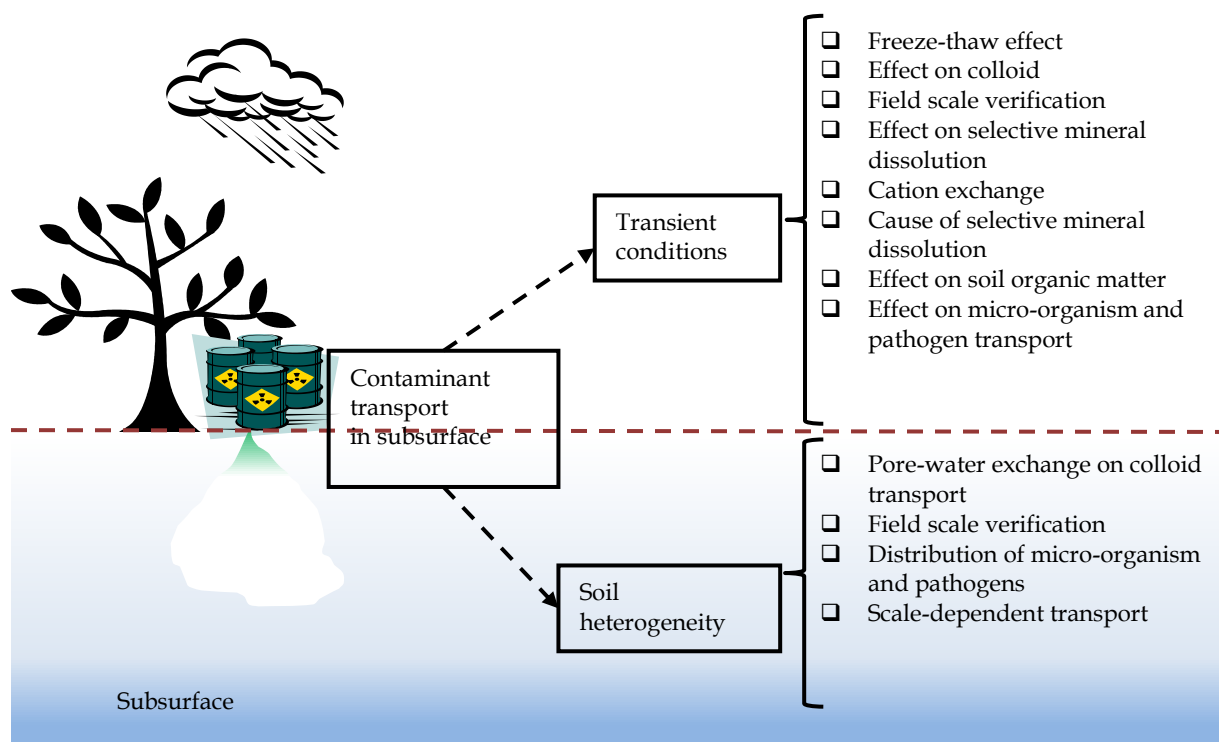 Freeze-thaw effect
Effect on colloid
Field scale verification
Effect on selective mineral
dissolution
Cation exchange
Cause of selective mineral
dissolution
Effect on soil organic matter
Effect on micro-organism and
pathogen transport
Transient
conditions
Contaminant
transport
in subsurface
Pore-water exchange on colloid
transport
Field scale verification
Distribution of micro-organism
and pathogens
Scale-dependent transport
Soil
heterogeneity
Subsurface